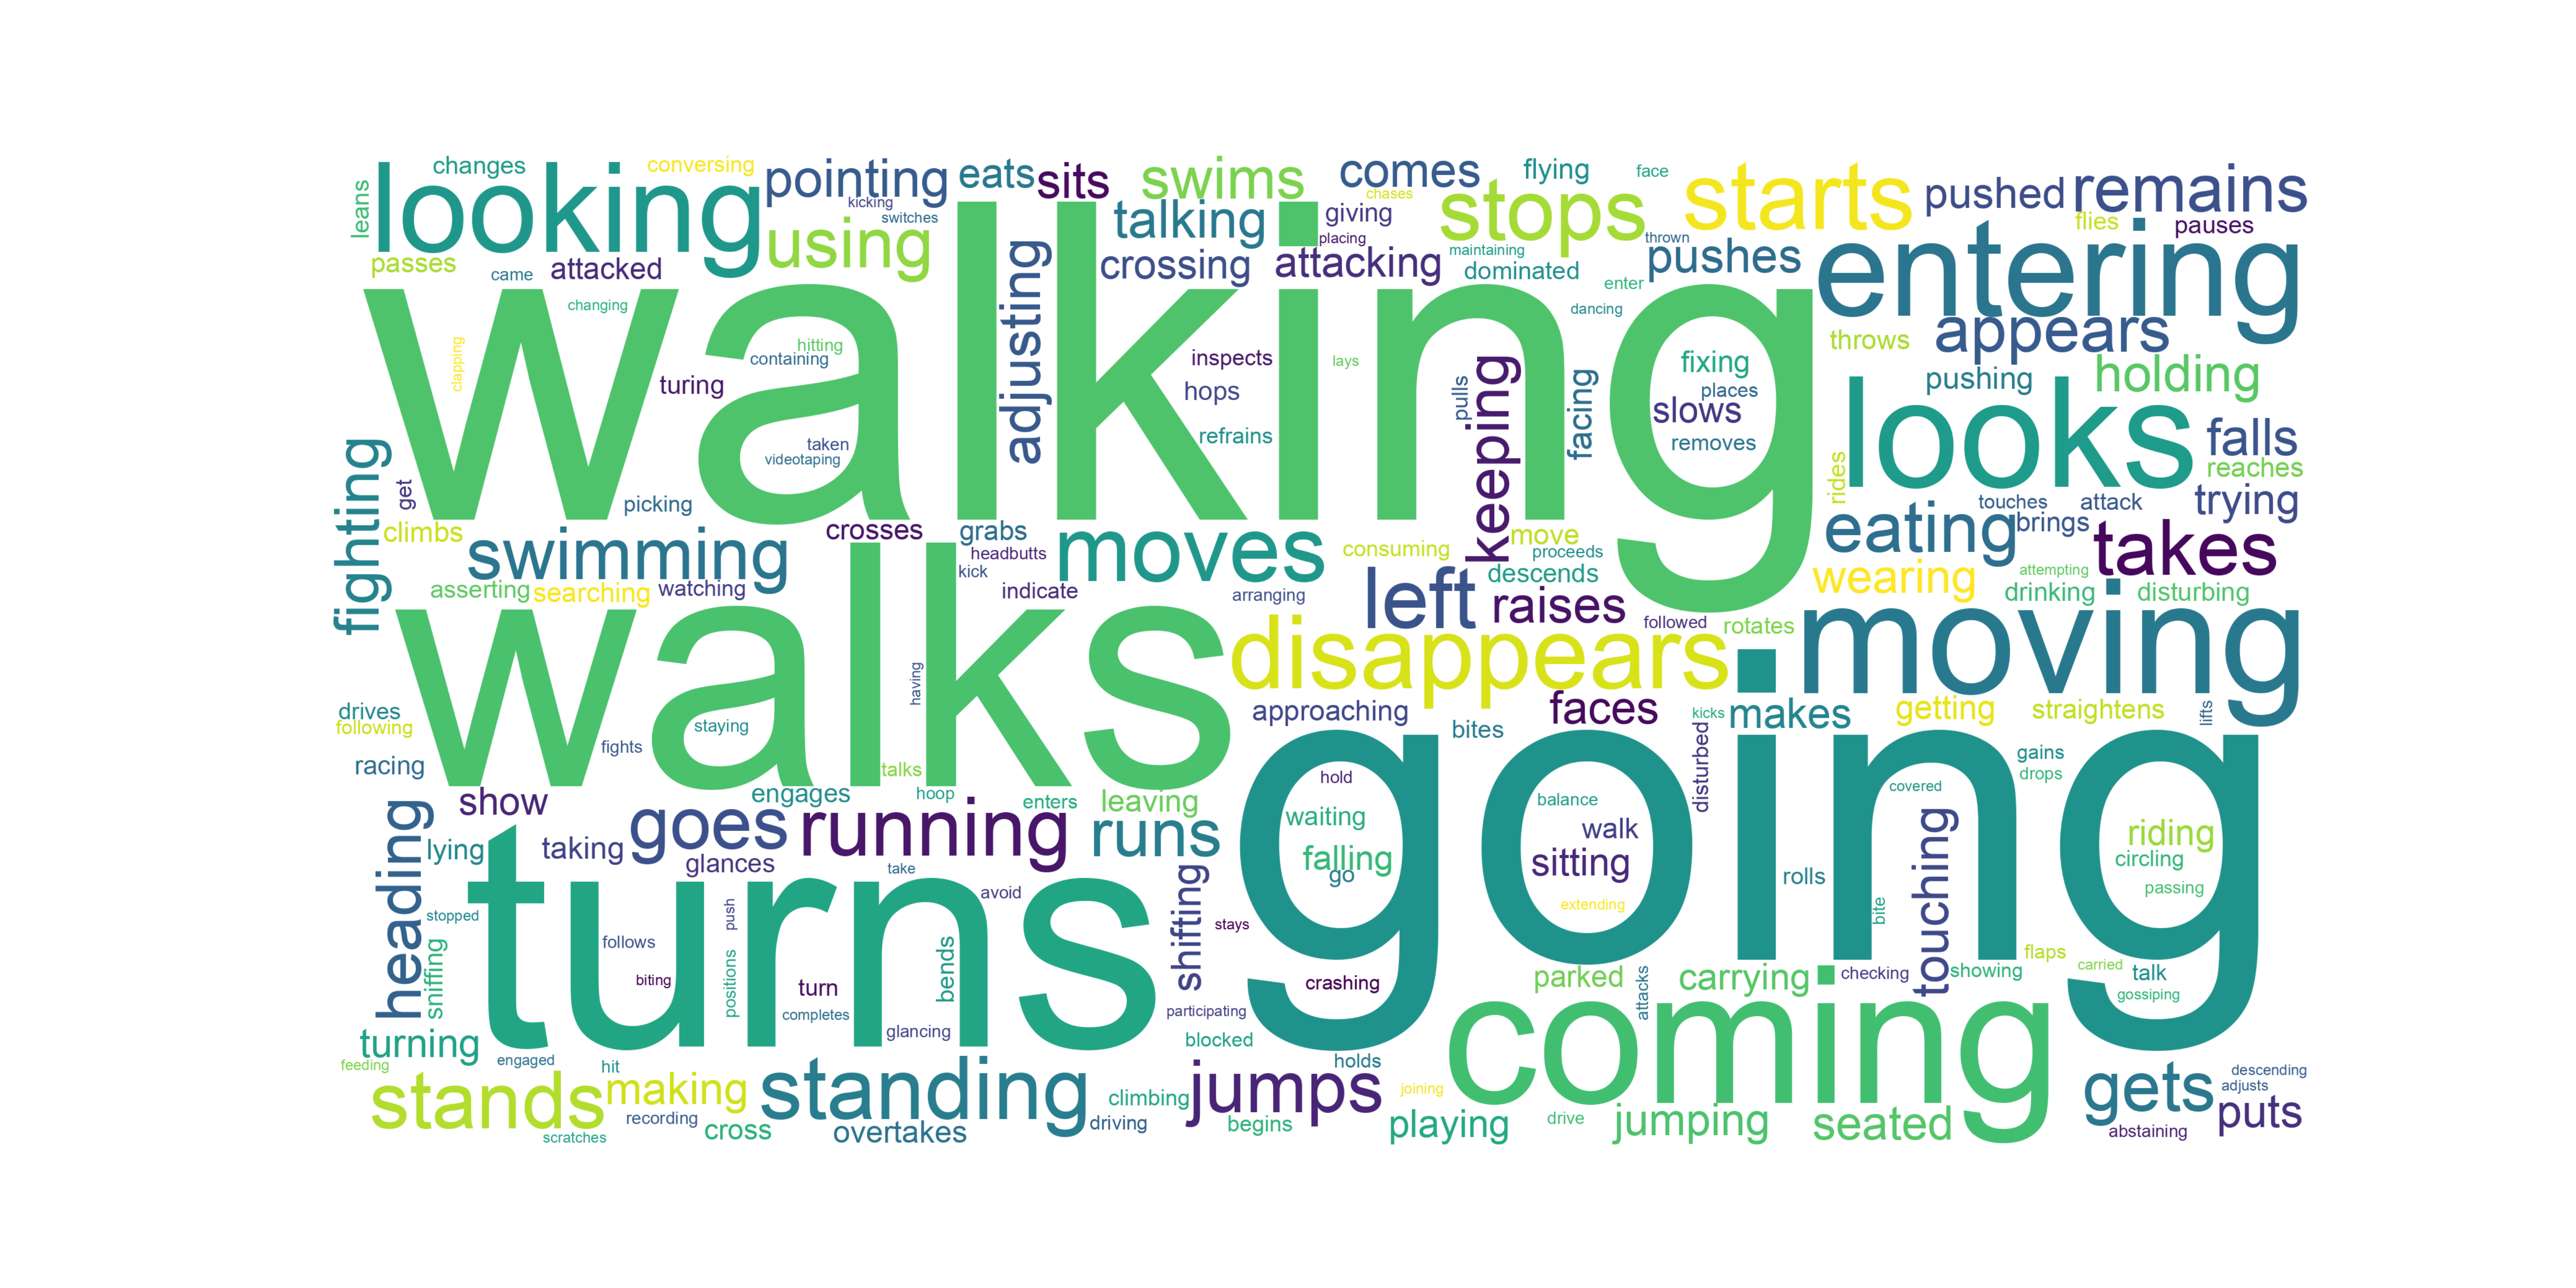 changes
conversing
pointing
eats
sits
swims
comes
flying
face
starts
pushed
remains
leans
looking
kicking
switches
using
talking
giving
chases
stops
flies
pauses
passes
came
attacked
adjusting
crossing
placing
attacking
maintaining
dominated
thrown
pushes
entering
enter
changing
walking
dancing
throws
appears
clapping
hitting
containing
turing
inspects
hops
lays
refrains
pulls
keeping
facing
fixing
places
slows
removes
pushing
holding
looks
falls
reaches
rides
taken
videotaping
picking
fighting
get
climbs
swimming
crosses
grabs
headbutts
kick
moves
consuming
move
proceeds
descends
eating
touches
attack
brings
trying
takes
asserting
searching
watching
indicate
arranging
left
raises
followed
rotates
wearing
attempting
drinking
disturbing
walks
disappears
moving
having
staying
fights
talks
drives
following
racing
approaching
bites
faces
kicks
disturbed
makes
getting
straightens
lifts
show
engages
hoop
enters
leaving
going
hold
waiting
falling
go
balance
walk
sitting
extending
rolls
covered
gains
drops
riding
circling
passing
heading
lying
taking
goes
glances
running
runs
take
avoid
turns
stopped
sniffing
follows
biting
push
positions
turn
completes
bends
glancing
shifting
stays
participating
crashing
bite
touching
parked
attacks
carrying
checking
showing
flaps
carried
talk
gossiping
turning
feeding
engaged
hit
blocked
holds
coming
stands
making
recording
scratches
cross
standing
overtakes
climbing
driving
jumps
begins
joining
playing
drive
jumping
seated
gets
descending
adjusts
puts
abstaining